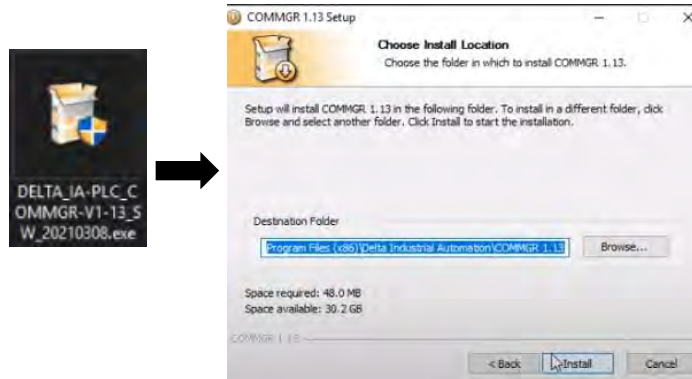 DELTA_IA-PLC_C
OMMGR-V1-13_S
W_20210308.exe
COMMGR 1.13 Setup
Choose Install Location
Choose the folder in which to install COMMGR 1.13.
Setup will install COMMGR 1.13 in the following folder. To install in a different folder, click
Browse and select another folder. Click Install to start the installation.
Destination Folder
Program Files (x86)\Delta Industrial Automation\COMMGR 1.13
Browse...
Space required: 48.0 MB
Space available: 30.2 GB
COMMGR 1.13
< Back
Install
Cancel